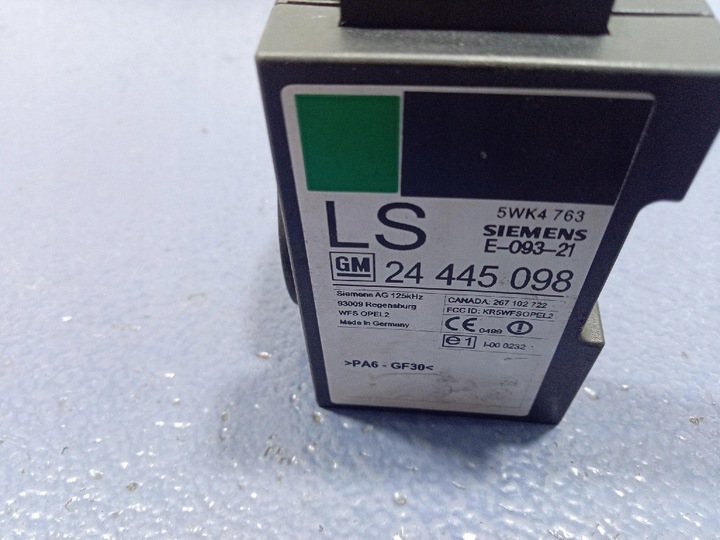 LS
5WK4 763
SIEMENS
E-093-21
GM 24 445 098
Siemens AG 125kHz
93009 Regensburg
WFS OPEL2
Made in Germany
CANADA: 267 102 722
FCC ID: KR5WFSOPEL2
CE 0499
e1 I-00 0232
>PA6 - GF30<